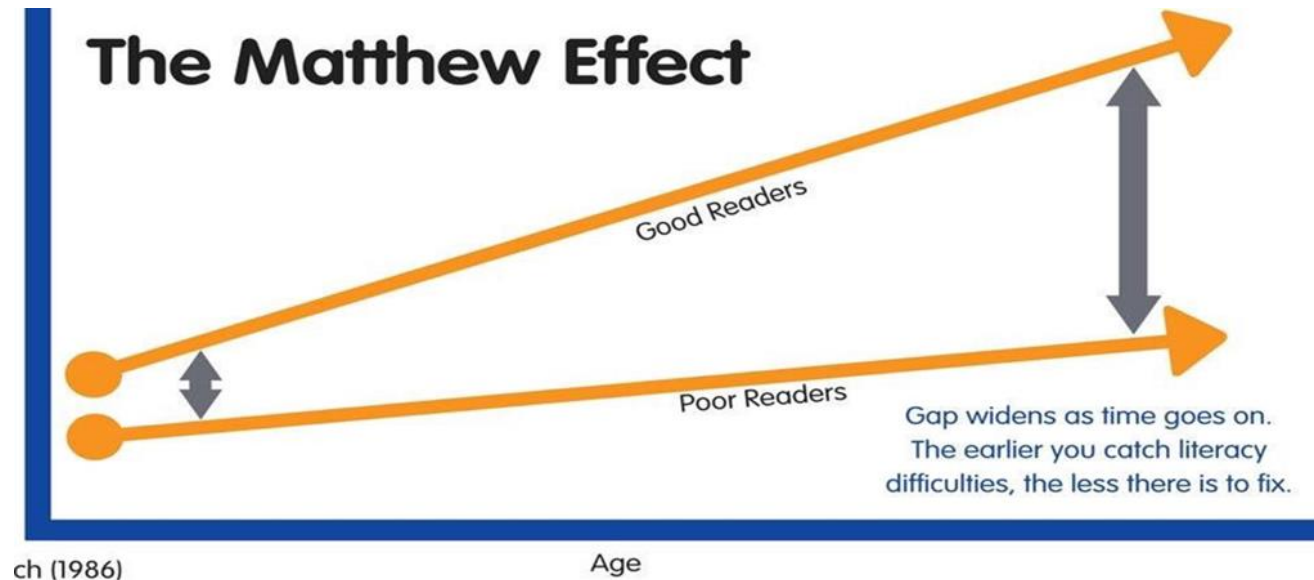 The Matthew Effect
Good Readers
Poor Readers
Gap widens as time goes on.
The earlier you catch literacy
difficulties, the less there is to fix.
Age
ch (1986)